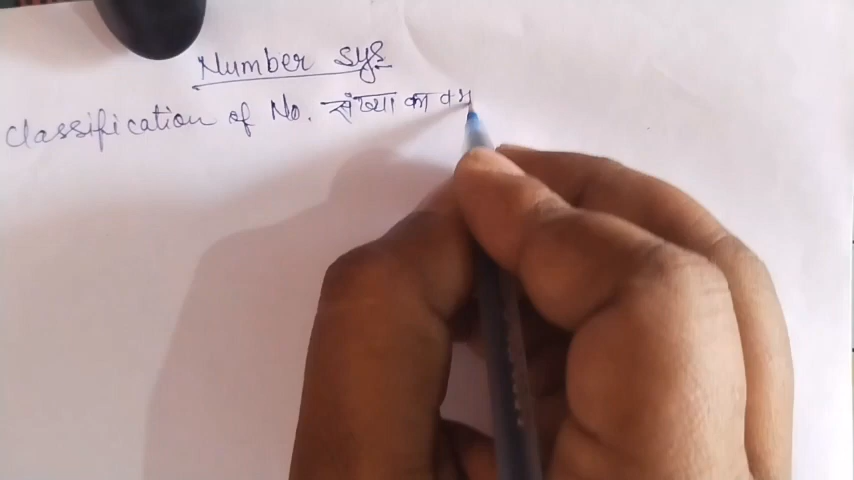 Number sys
Classification of No. संख्या का